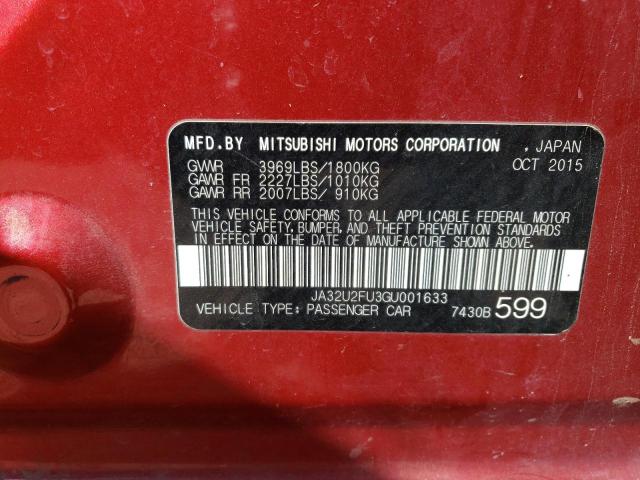 MFD.BY MITSUBISHI MOTORS CORPORATION , JAPAN
GVWR 3969LBS/1800KG OCT 2015
GAWR FR 2227LBS/1010KG
GAWR RR 2007LBS/ 910KG
THIS VEHICLE CONFORMS TO ALL APPLICABLE FEDERAL MOTOR
VEHICLE SAFETY, BUMPER, AND THEFT PREVENTION STANDARDS
IN EFFECT ON THE DATE OF MANUFACTURE SHOWN ABOVE.
JA32U2FU3GU001633
VEHICLE TYPE: PASSENGER CAR 7430B 599